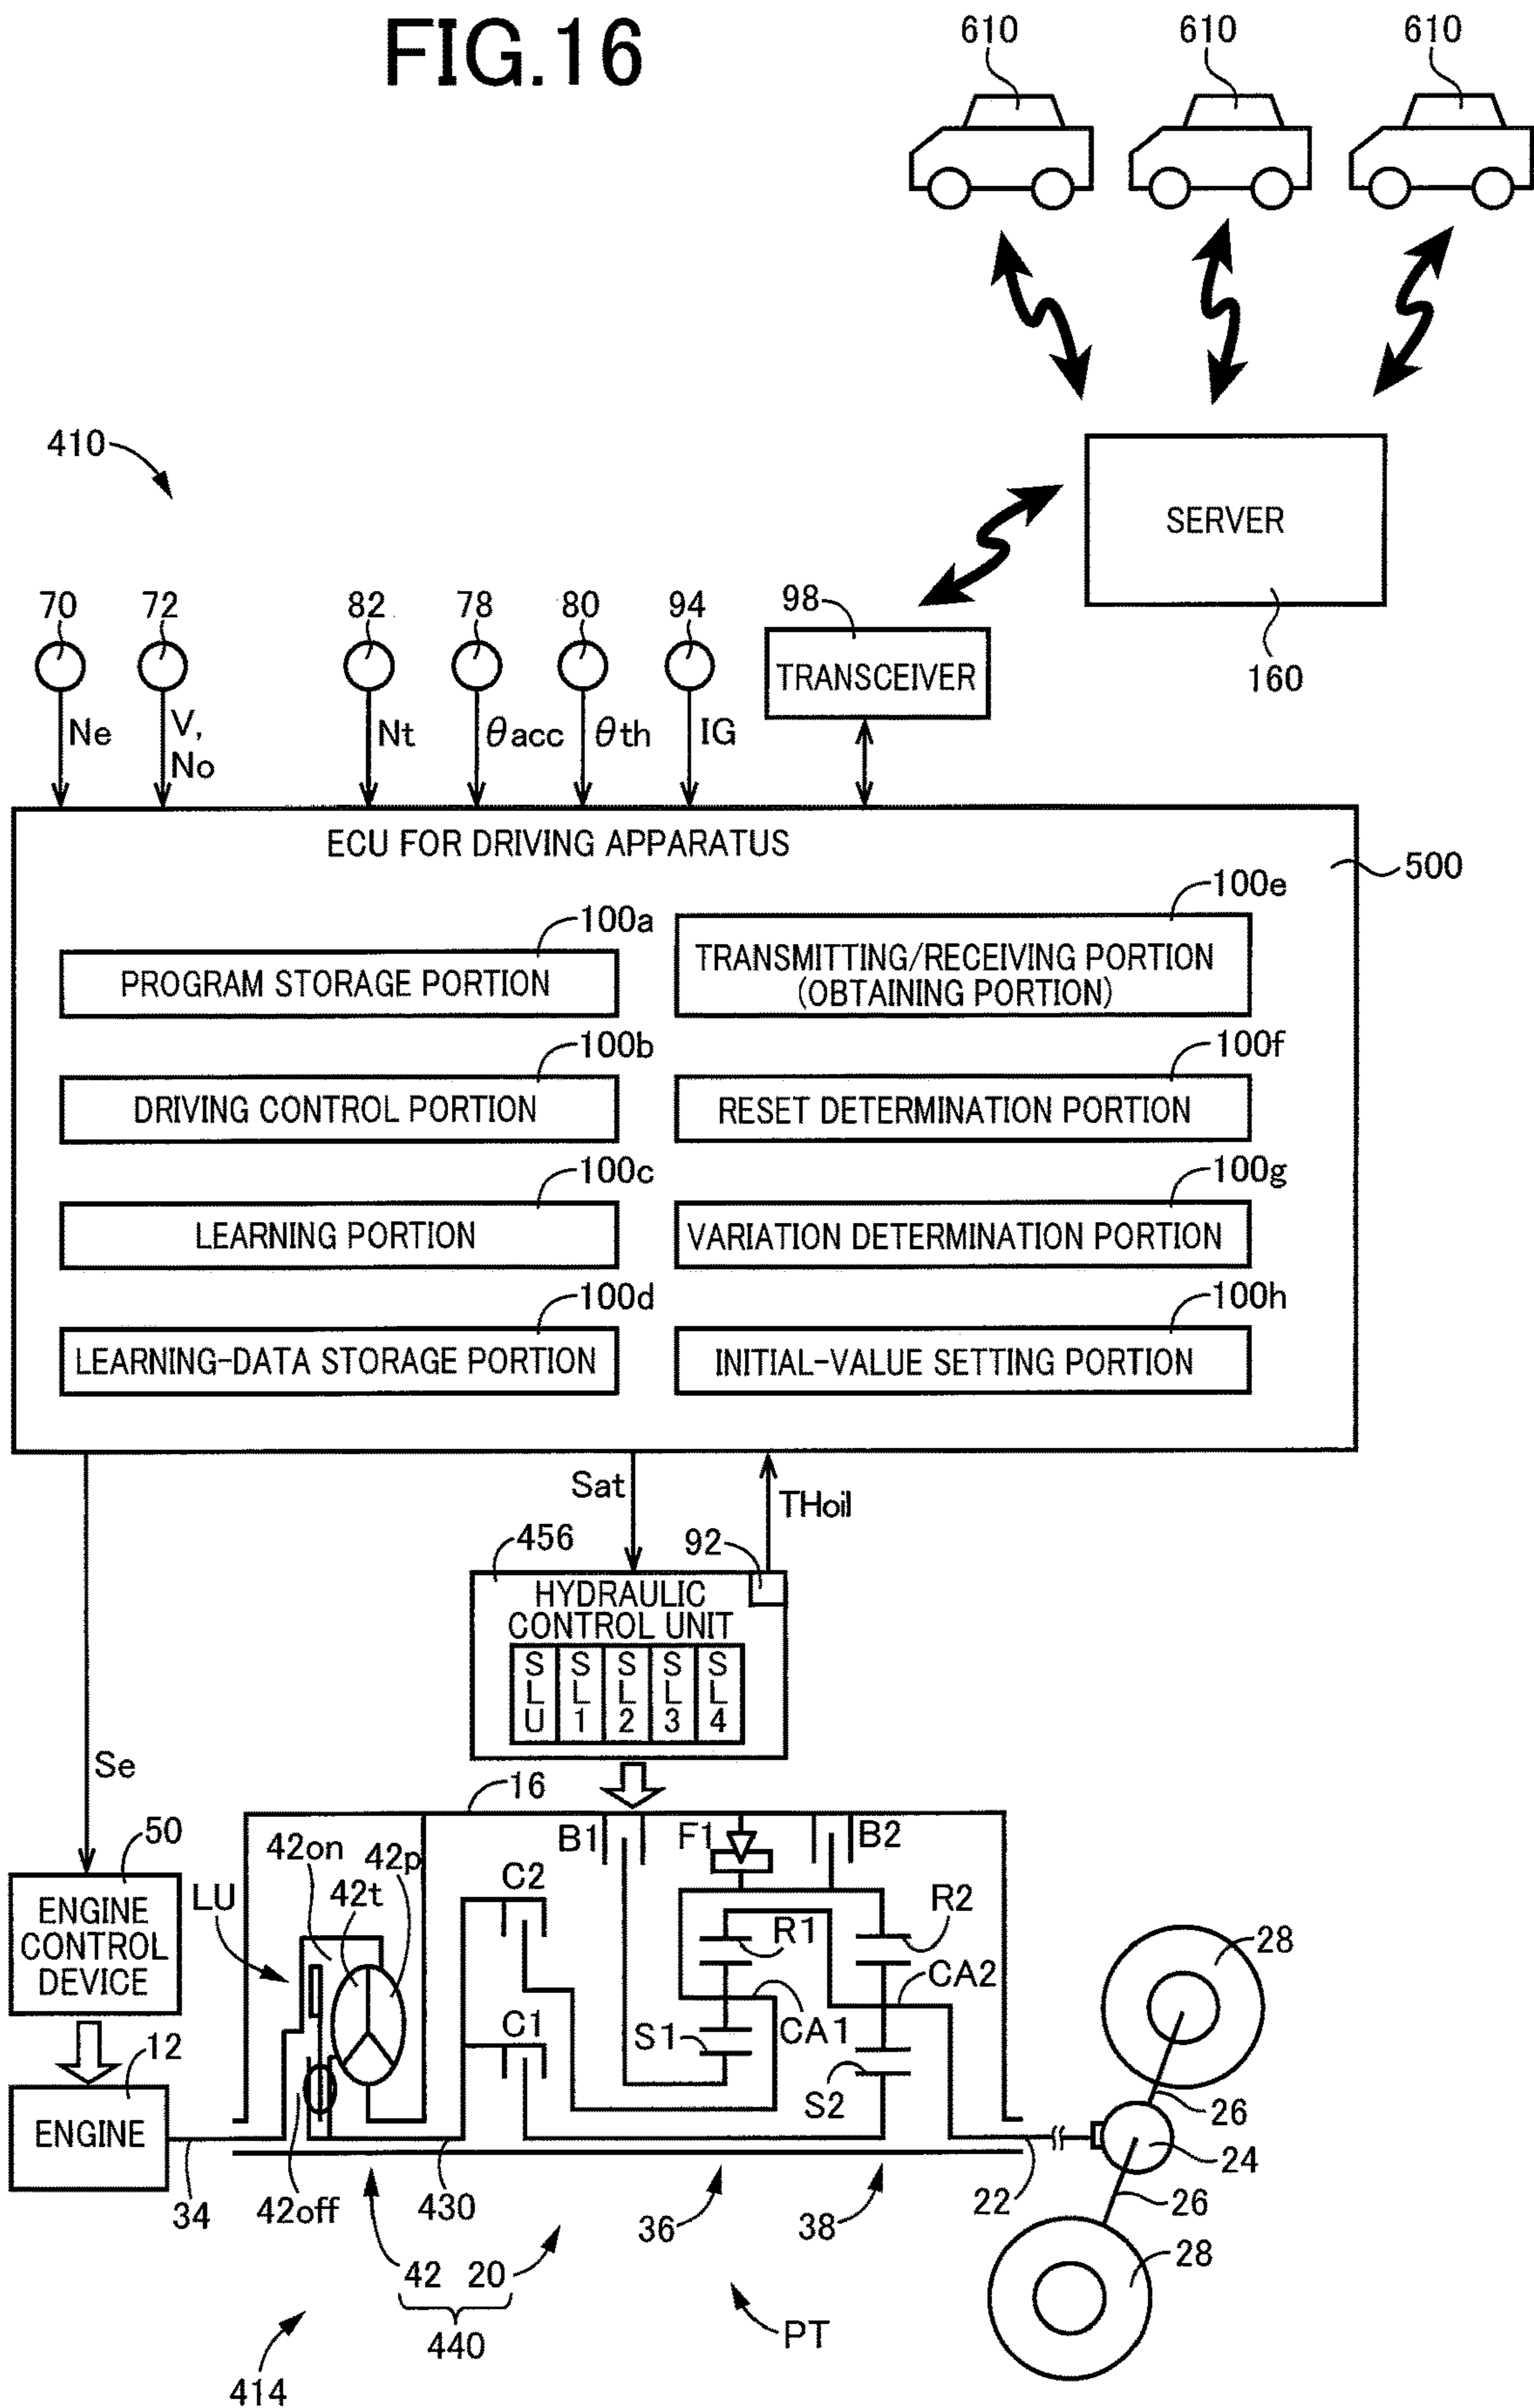 FIG.16
610 610 610
410
SERVER
160
70 72 82 78 80 94 98
TRANSCEIVER
Ne V, Nt θacc θth IG
No
ECU FOR DRIVING APPARATUS
500
100a
PROGRAM STORAGE PORTION
100e
TRANSMITTING/RECEIVING PORTION
(OBTAINING PORTION)
100b
DRIVING CONTROL PORTION
100f
RESET DETERMINATION PORTION
100c
LEARNING PORTION
100g
VARIATION DETERMINATION PORTION
100d
LEARNING-DATA STORAGE PORTION
100h
INITIAL-VALUE SETTING PORTION
Sat
THoil
456
92
HYDRAULIC
CONTROL UNIT
SLU SL1 SL2 SL3 SL4
Se
16
50
ENGINE
CONTROL
DEVICE
LU
42on
42t
42p
B1 F1 B2
C2
R1
R2
28
CA2
C1
S1
CA1
S2
12
ENGINE
26
24
34
42off
430
36
38
22
26
42 20
440
28
PT
414